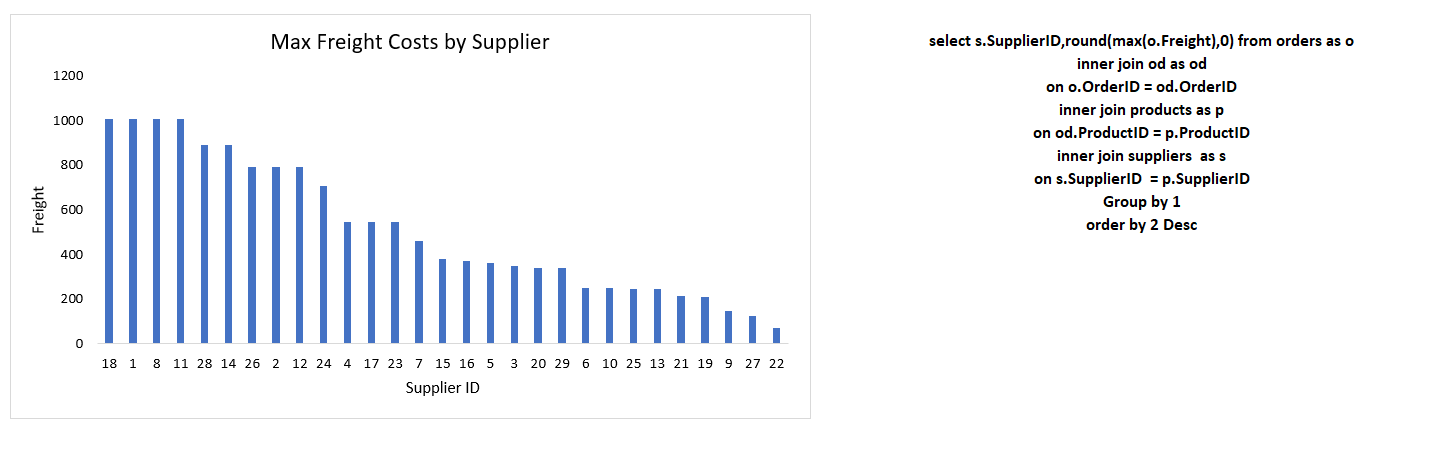 Max Freight Costs by Supplier
1200
1000
800
600
400
200
0
Freight
18 1 8 11 28 14 26 2 12 24 4 17 23 7 15 16 5 3 20 29 6 10 25 13 21 19 9 27 22
Supplier ID
select s.SupplierID,round(max(o.Freight),0) from orders as o
inner join od as od
on o.OrderID = od.OrderID
inner join products as p
on od.ProductID = p.ProductID
inner join suppliers  as s
on s.SupplierID  = p.SupplierID
Group by 1
order by 2 Desc